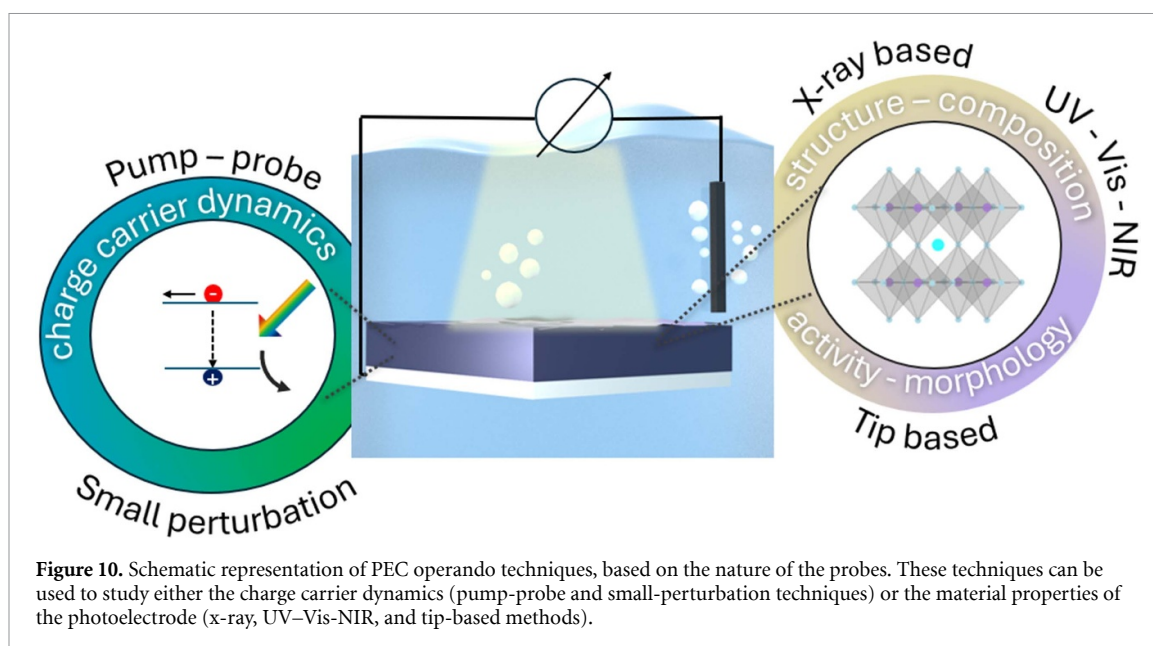 Pump – probe
charge carrier dynamics
-
+
Small perturbation
X-ray based
structure – composition
UV - Vis - NIR
activity - morphology
Tip based
Figure 10. Schematic representation of PEC operando techniques, based on the nature of the probes. These techniques can be
used to study either the charge carrier dynamics (pump-probe and small-perturbation techniques) or the material properties of
the photoelectrode (x-ray, UV–Vis-NIR, and tip-based methods).